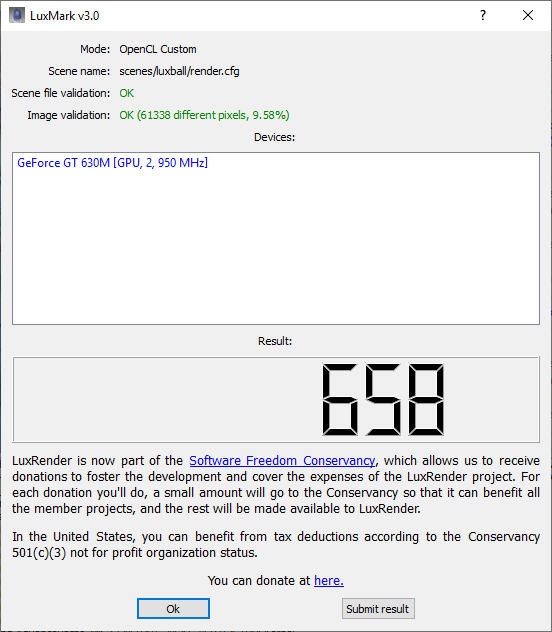 LuxMark v3.0
?
Mode: OpenCL Custom
Scene name: scenes/luxball/render.cfg
Scene file validation: OK
Image validation: OK (61338 different pixels, 9.58%)
Devices:
GeForce GT 630M [GPU, 2, 950 MHz]
Result:
658
LuxRender is now part of the Software Freedom Conservancy, which allows us to receive
donations to foster the development and cover the expenses of the LuxRender project. For
each donation you'll do, a small amount will go to the Conservancy so that it can benefit all
the member projects, and the rest will be made available to LuxRender.
In the United States, you can benefit from tax deductions according to the Conservancy
501(c)(3) not for profit organization status.
You can donate at here.
Ok
Submit result